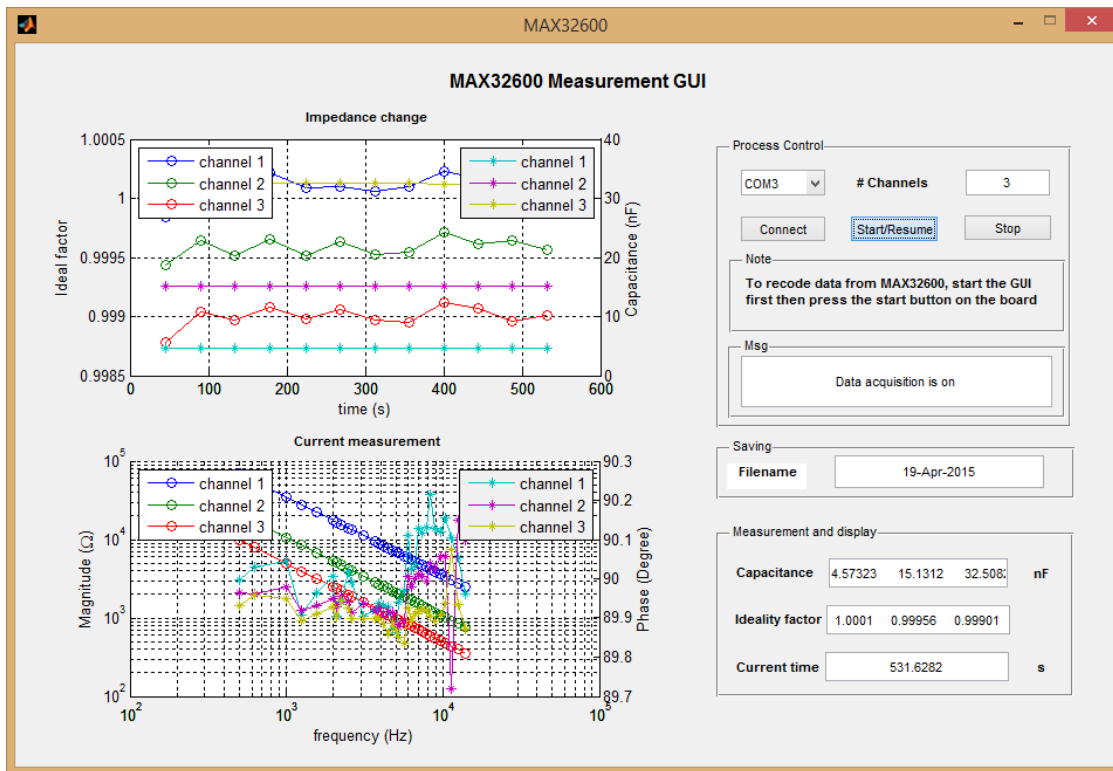 MAX32600
MAX32600 Measurement GUI
Impedance change
1.0005
1
0.9995
0.999
0.9985
Ideal factor
channel 1
channel 2
channel 3
channel 1
channel 2
channel 3
40
30
20
10
0
Capacitance (nF)
0 100 200 300 400 500 600
time (s)
Current measurement
10^5
10^4
10^3
10^2
Magnitude (Ω)
channel 1
channel 2
channel 3
channel 1
channel 2
channel 3
90.3
90.2
90.1
90
89.9
89.8
89.7
Phase (Degree)
10^2 10^3 10^4 10^5
frequency (Hz)
Process Control
COM3 # Channels 3
Connect Start/Resume Stop
Note
To recode data from MAX32600, start the GUI
first then press the start button on the board
Msg
Data acquisition is on
Saving
Filename 19-Apr-2015
Measurement and display
Capacitance 4.57323 15.1312 32.508 nF
Ideality factor 1.0001 0.99956 0.99901
Current time 531.6282 s